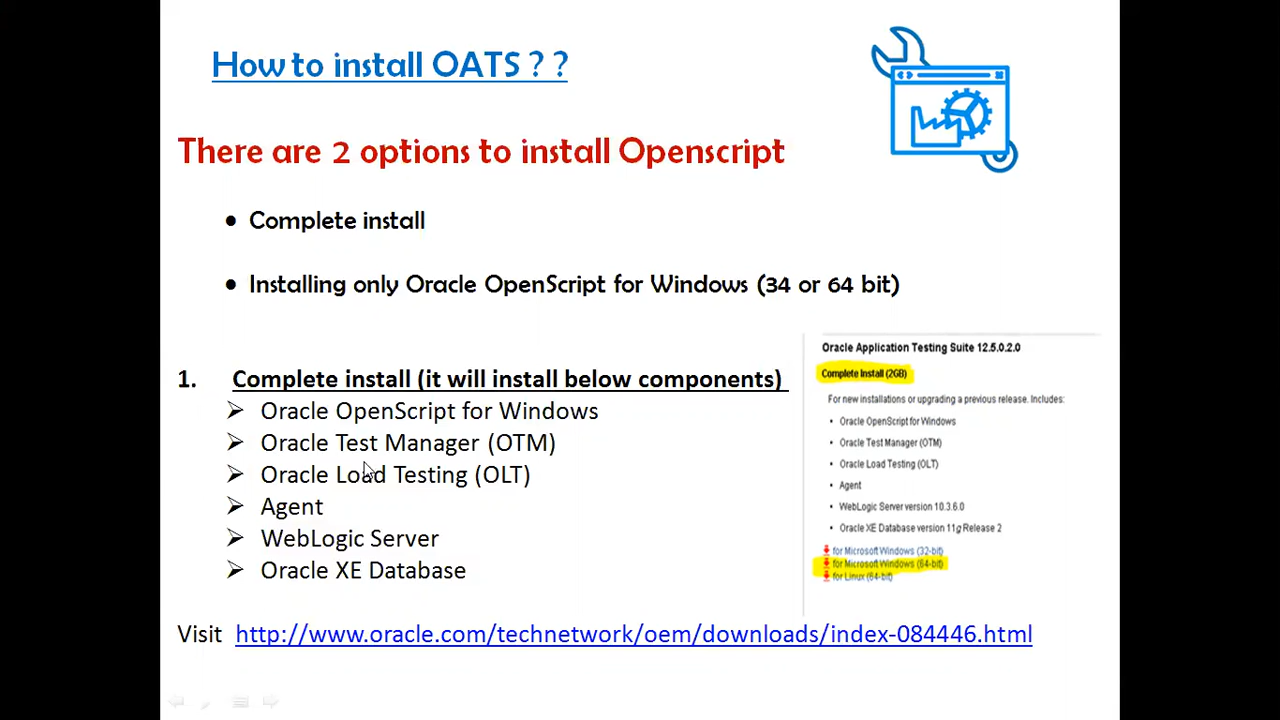 How to install OATS ? ?
There are 2 options to install Openscript
• Complete install
• Installing only Oracle OpenScript for Windows (34 or 64 bit)
1. Complete install (it will install below components)
➢ Oracle OpenScript for Windows
➢ Oracle Test Manager (OTM)
➢ Oracle Load Testing (OLT)
➢ Agent
➢ WebLogic Server
➢ Oracle XE Database
Oracle Application Testing Suite 12.5.0.2.0
Complete Install (2GB)
For new installations or upgrading a previous release. Includes:
• Oracle OpenScript for Windows
• Oracle Test Manager (OTM)
• Oracle Load Testing (OLT)
• Agent
• WebLogic Server version 10.3.6.0
• Oracle XE Database version 11g Release 2
for Microsoft Windows (32-bit)
for Microsoft Windows (64-bit)
for Linux (64-bit)
Visit http://www.oracle.com/technetwork/oem/downloads/index-084446.html